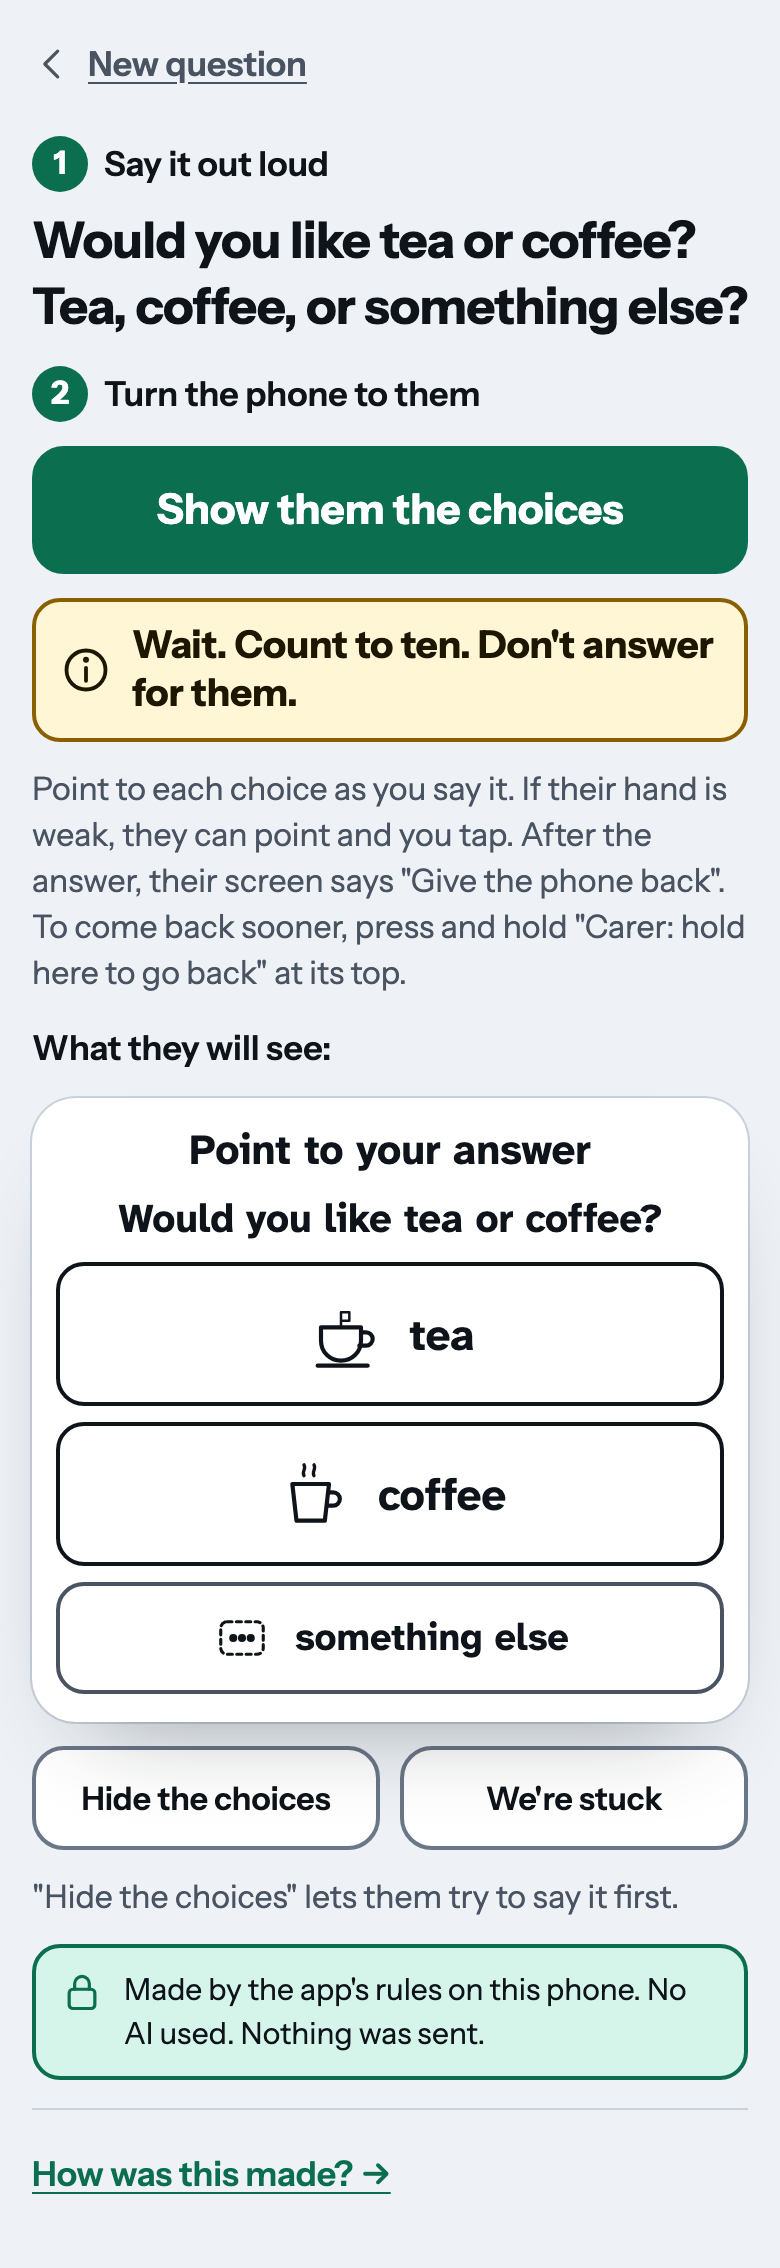 New question
1 Say it out loud
Would you like tea or coffee?
Tea, coffee, or something else?
2 Turn the phone to them
Show them the choices
Wait. Count to ten. Don't answer
for them.
Point to each choice as you say it. If their hand is
weak, they can point and you tap. After the
answer, their screen says "Give the phone back".
To come back sooner, press and hold "Carer: hold
here to go back" at its top.
What they will see:
Point to your answer
Would you like tea or coffee?
tea
coffee
something else
Hide the choices
We're stuck
"Hide the choices" lets them try to say it first.
Made by the app's rules on this phone. No
AI used. Nothing was sent.
How was this made? →